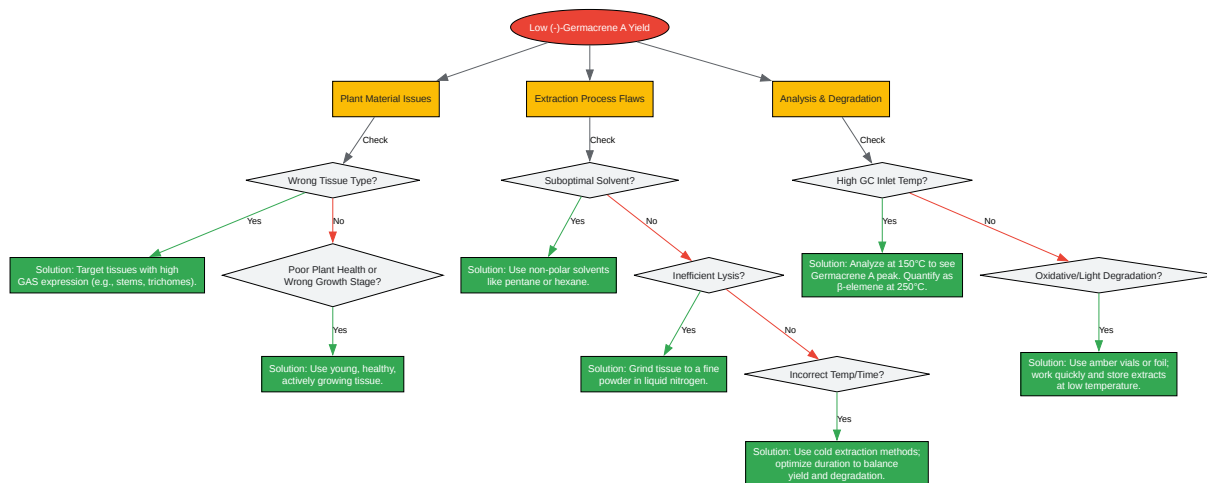 Low (-)-Germacrene A Yield
Plant Material Issues
Extraction Process Flaws
Analysis & Degradation
Check
Check
Check
Wrong Tissue Type?
Suboptimal Solvent?
High GC Inlet Temp?
Yes
No
Yes
No
Yes
No
Solution: Target tissues with high
GAS expression (e.g., stems, trichomes).
Poor Plant Health or
Wrong Growth Stage?
Solution: Use non-polar solvents
like pentane or hexane.
Inefficient Lysis?
Solution: Analyze at 150°C to see
Germacrene A peak. Quantify as
β-elemene at 250°C.
Oxidative/Light Degradation?
Yes
Yes
No
Yes
Solution: Use young, healthy,
actively growing tissue.
Solution: Grind tissue to a fine
powder in liquid nitrogen.
Incorrect Temp/Time?
Solution: Use amber vials or foil;
work quickly and store extracts
at low temperature.
Yes
Solution: Use cold extraction methods;
optimize duration to balance
yield and degradation.